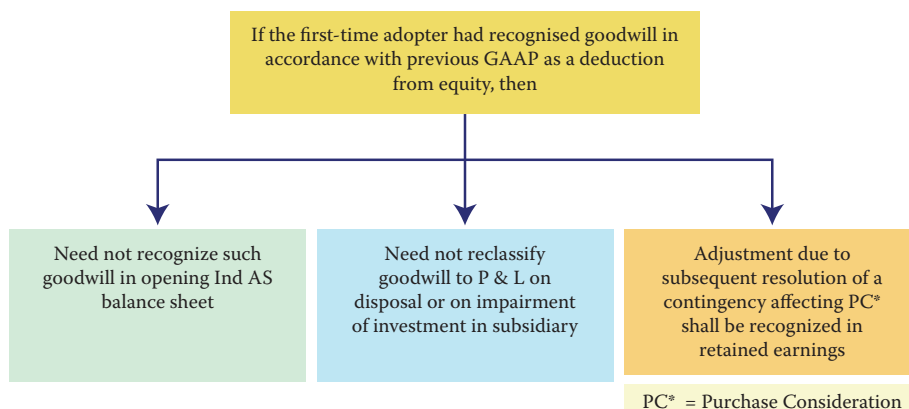 If the first-time adopter had recognised goodwill in
accordance with previous GAAP as a deduction
from equity, then
Need not recognize such
goodwill in opening Ind AS
balance sheet
Need not reclassify
goodwill to P & L on
disposal or on impairment
of investment in subsidiary
Adjustment due to
subsequent resolution of a
contingency affecting PC*
shall be recognized in
retained earnings
PC* = Purchase Consideration